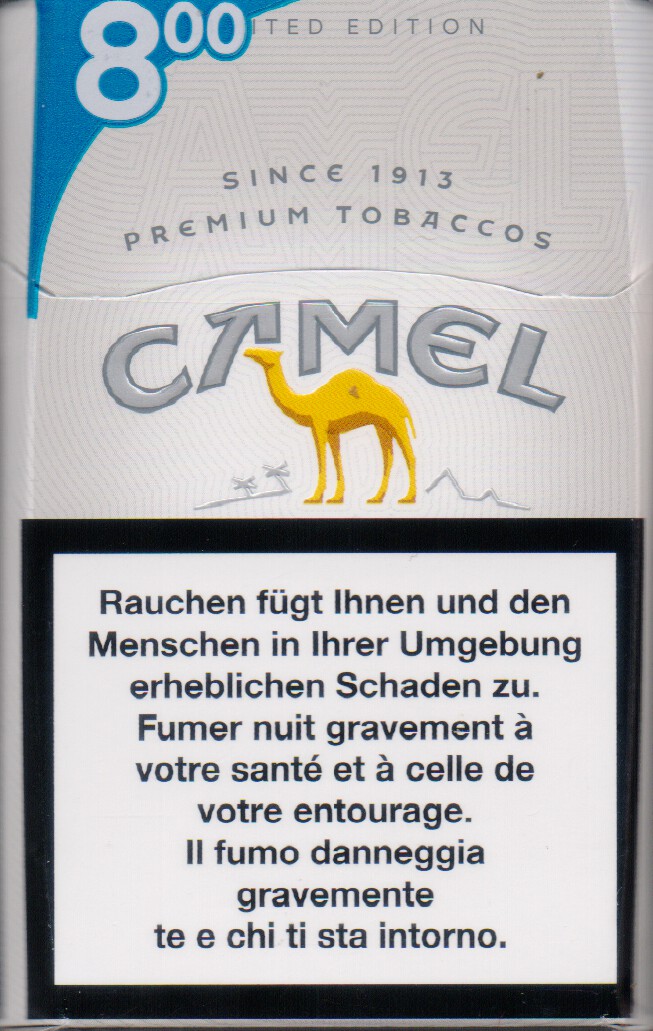 8⁰⁰
ITED EDITION
SINCE 1913
PREMIUM TOBACCOS
CAMEL
Rauchen fügt Ihnen und den
Menschen in Ihrer Umgebung
erheblichen Schaden zu.
Fumer nuit gravement à
votre santé et à celle de
votre entourage.
Il fumo danneggia
gravemente
te e chi ti sta intorno.